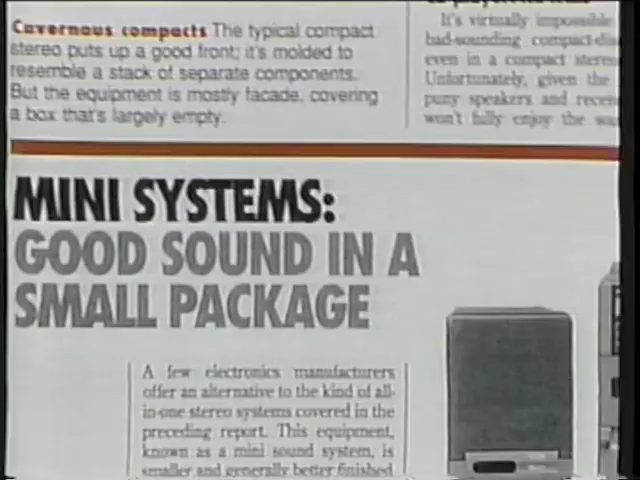 Cavernous compacts The typical compact
stereo puts up a good front; it's molded to
resemble a stack of separate components.
But the equipment is mostly facade, covering
a box that's largely empty.
It's virtually impossible
bad-sounding compact-dis
even in a compact stereo
Unfortunately, given the
puny speakers and recei
won't fully enjoy the sou
MINI SYSTEMS:
GOOD SOUND IN A
SMALL PACKAGE
A few electronics manufacturers
offer an alternative to the kind of all-
in-one stereo systems covered in the
preceding report. This equipment,
known as a mini sound system, is
smaller and generally better finished